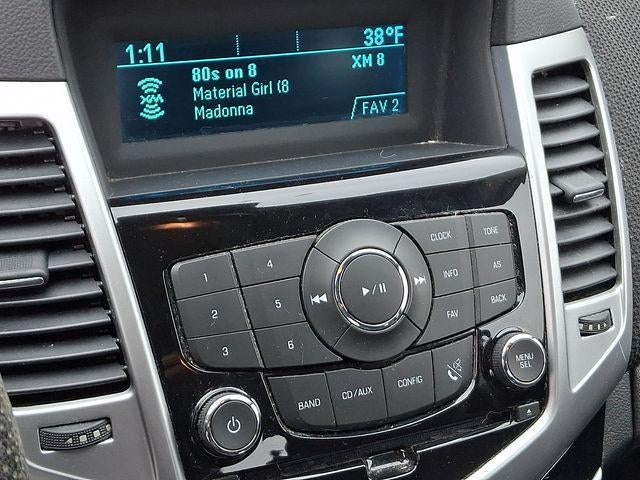 1:11
38°F
80s on 8
XM 8
XM
Material Girl (8
Madonna
FAV 2
1
4
CLOCK
TONE
2
5
INFO
AS
3
6
FAV
BACK
BAND
CD/AUX
CONFIG
MENU
SEL